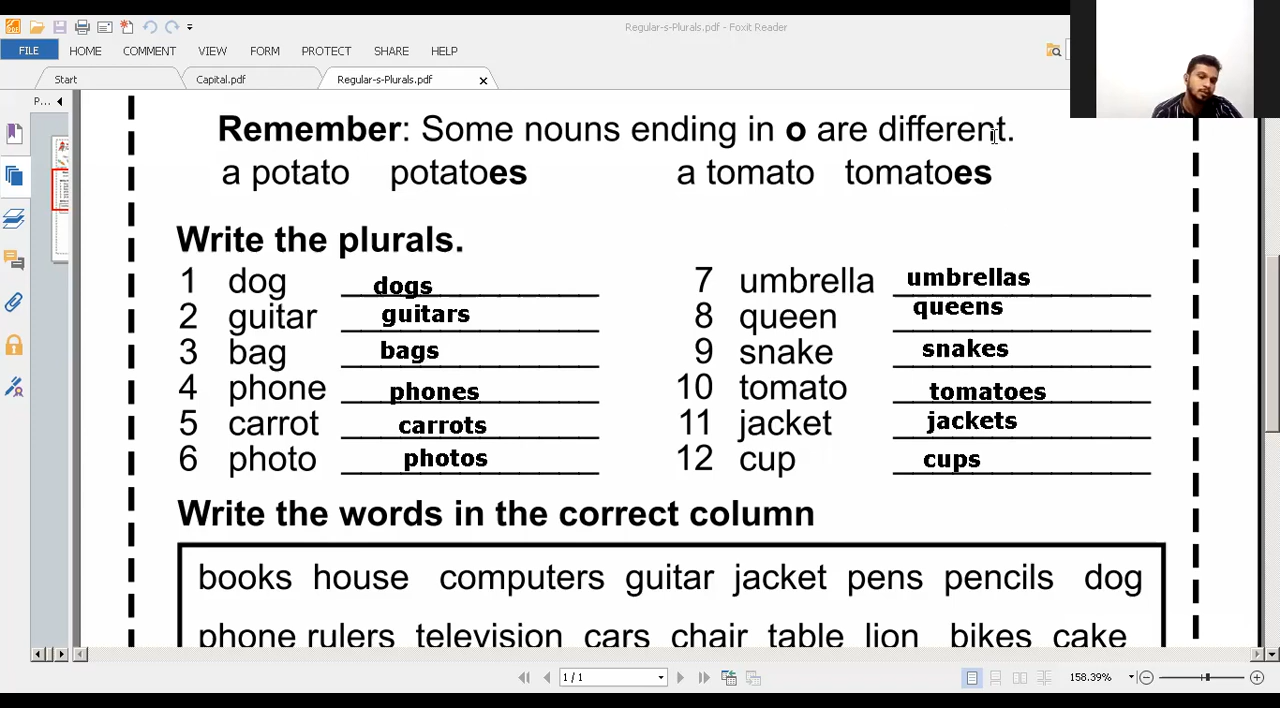 Regular-s-Plurals.pdf - Foxit Reader
FILE HOME COMMENT VIEW FORM PROTECT SHARE HELP
Start Capital.pdf Regular-s-Plurals.pdf
P...
Remember: Some nouns ending in o are different.
a potato potatoes a tomato tomatoes
Write the plurals.
1 dog dogs 7 umbrella umbrellas
2 guitar guitars 8 queen queens
3 bag bags 9 snake snakes
4 phone phones 10 tomato tomatoes
5 carrot carrots 11 jacket jackets
6 photo photos 12 cup cups
Write the words in the correct column
books house computers guitar jacket pens pencils dog
phone rulers television cars chair table lion bikes cake
1 / 1 158.39%